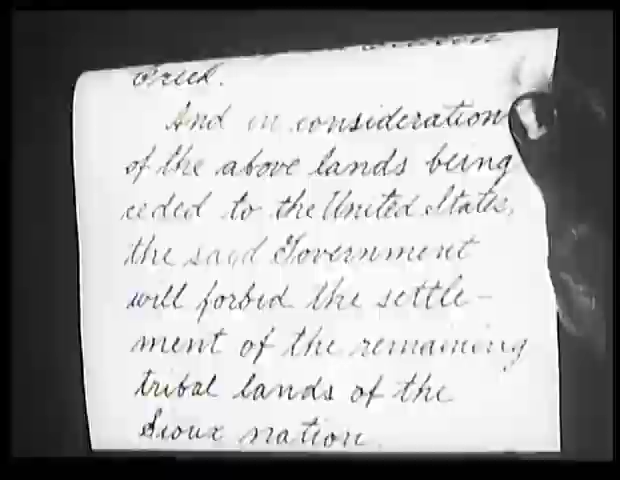 Creek.
And in consideration
of the above lands being
ceded to the United States,
the said Government
will forbid the settle-
ment of the remaining
tribal lands of the
Sioux nation.